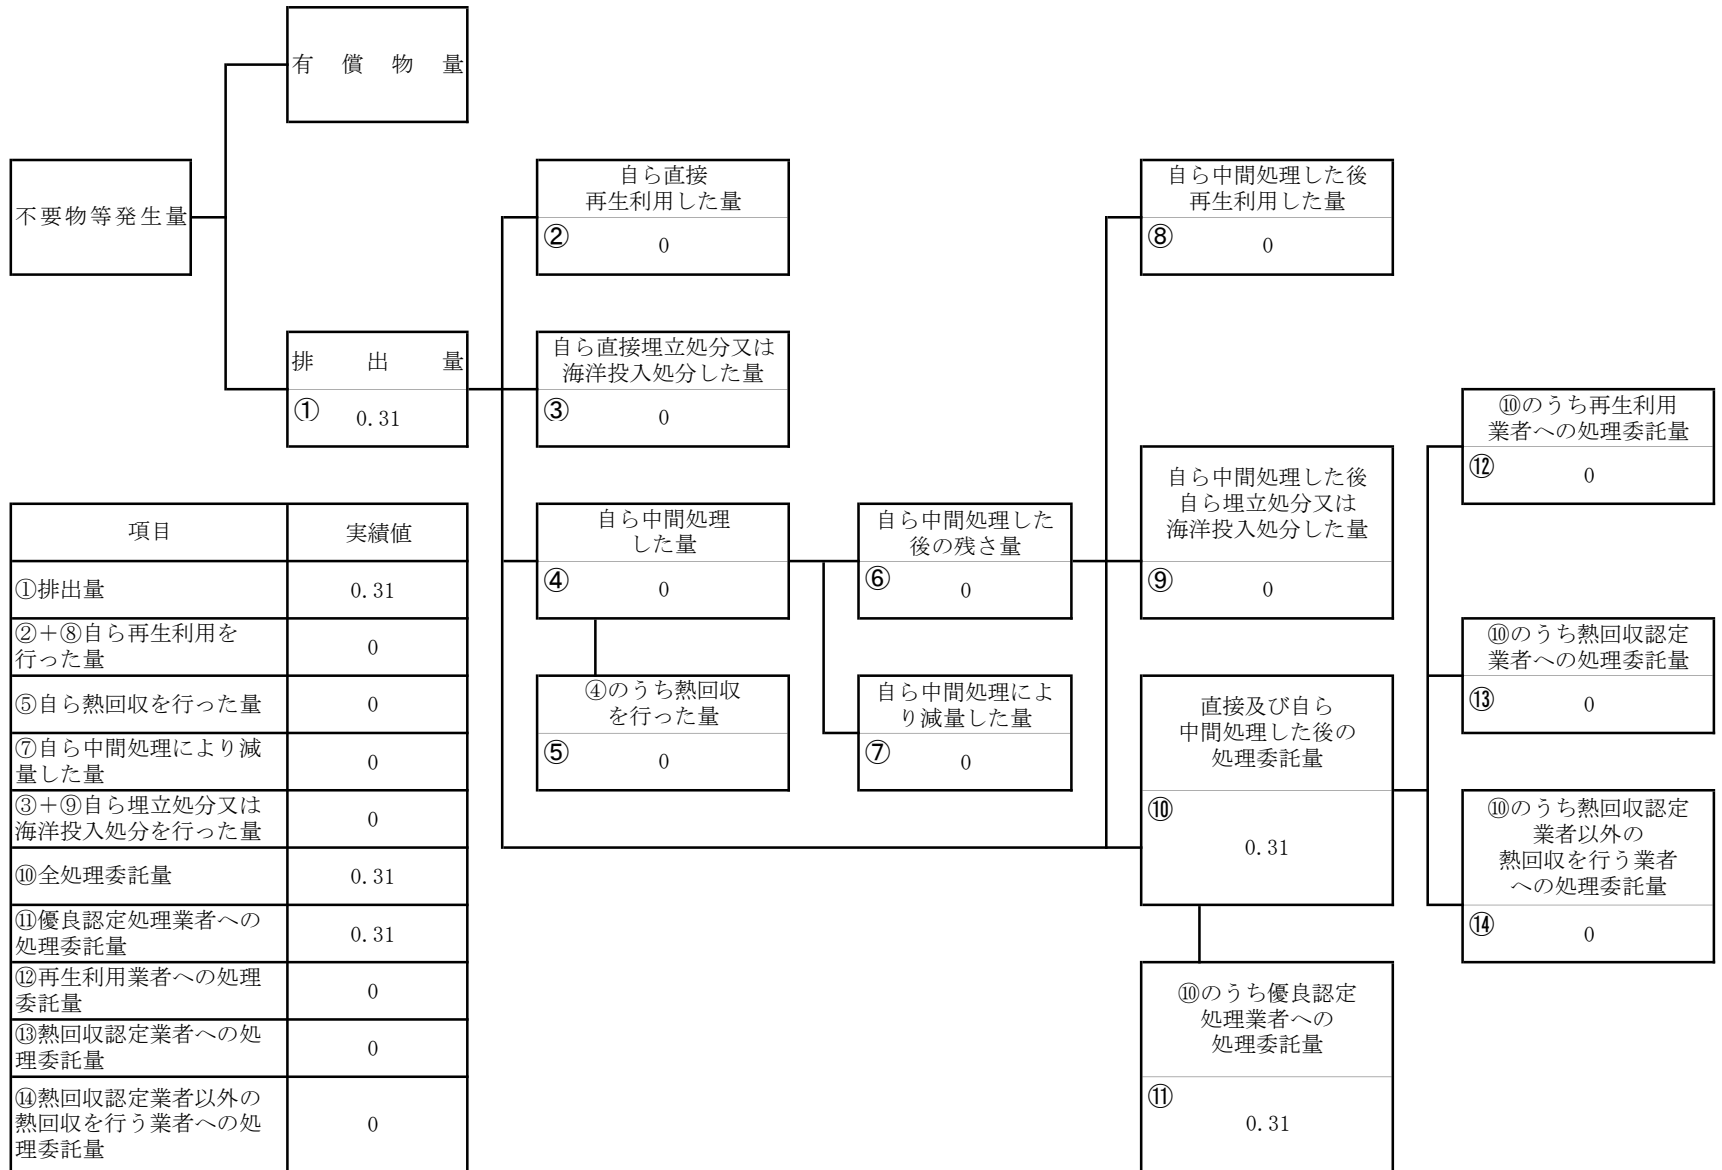 有償物量
不要物等発生量
排出量
①
0.31
自ら直接
再生利用した量
②
0
自ら直接埋立処分又は
海洋投入処分した量
③
0
自ら中間処理
した量
④
0
④のうち熱回収
を行った量
⑤
0
自ら中間処理した
後の残さ量
⑥
0
自ら中間処理によ
り減量した量
⑦
0
自ら中間処理した後
再生利用した量
⑧
0
自ら中間処理した後
自ら埋立処分又は
海洋投入処分した量
⑨
0
直接及び自ら
中間処理した後の
処理委託量
⑩
0.31
⑩のうち優良認定
処理業者への
処理委託量
⑪
0.31
⑩のうち再生利用
業者への処理委託量
⑫
0
⑩のうち熱回収認定
業者への処理委託量
⑬
0
⑩のうち熱回収認定
業者以外の
熱回収を行う業者
への処理委託量
⑭
0
項目 実績値
①排出量 0.31
②＋⑧自ら再生利用を
行った量 0
⑤自ら熱回収を行った量 0
⑦自ら中間処理により減
量した量 0
③＋⑨自ら埋立処分又は
海洋投入処分を行った量 0
⑩全処理委託量 0.31
⑪優良認定処理業者への
処理委託量 0.31
⑫再生利用業者への処理
委託量 0
⑬熱回収認定業者への処
理委託量 0
⑭熱回収認定業者以外の
熱回収を行う業者への処
理委託量 0